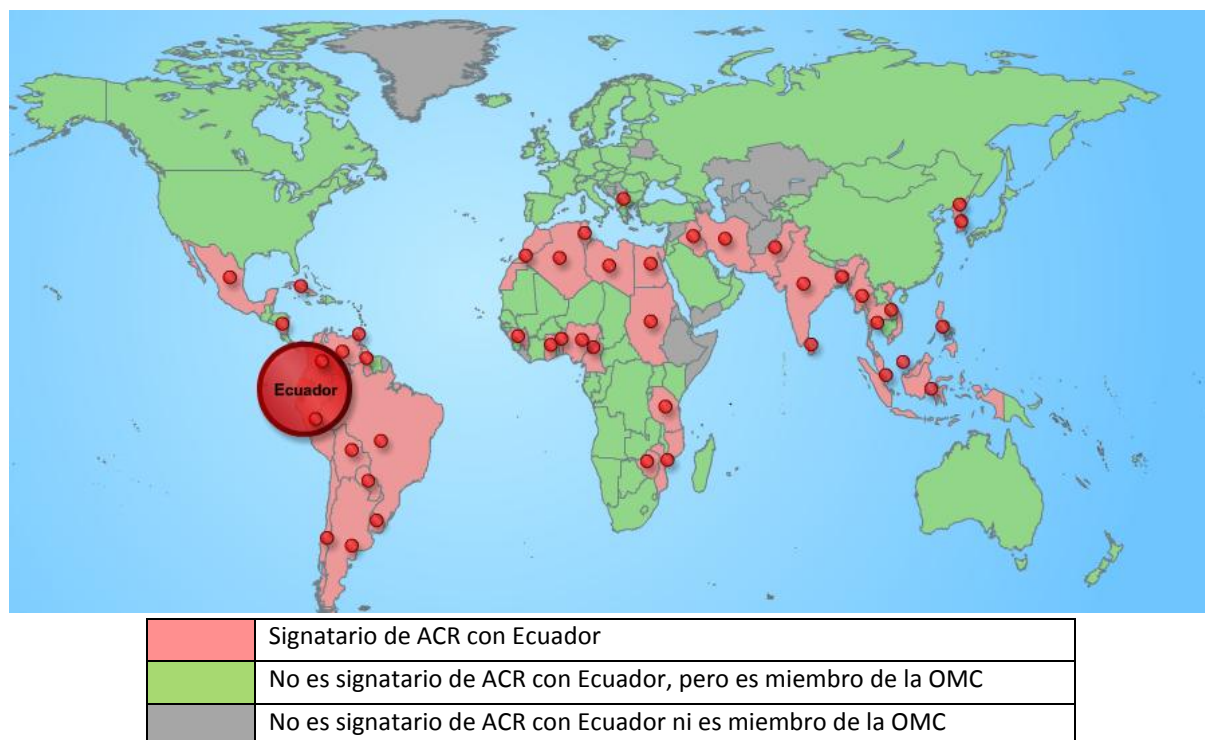 Ecuador
Signatario de ACR con Ecuador
No es signatario de ACR con Ecuador, pero es miembro de la OMC
No es signatario de ACR con Ecuador ni es miembro de la OMC